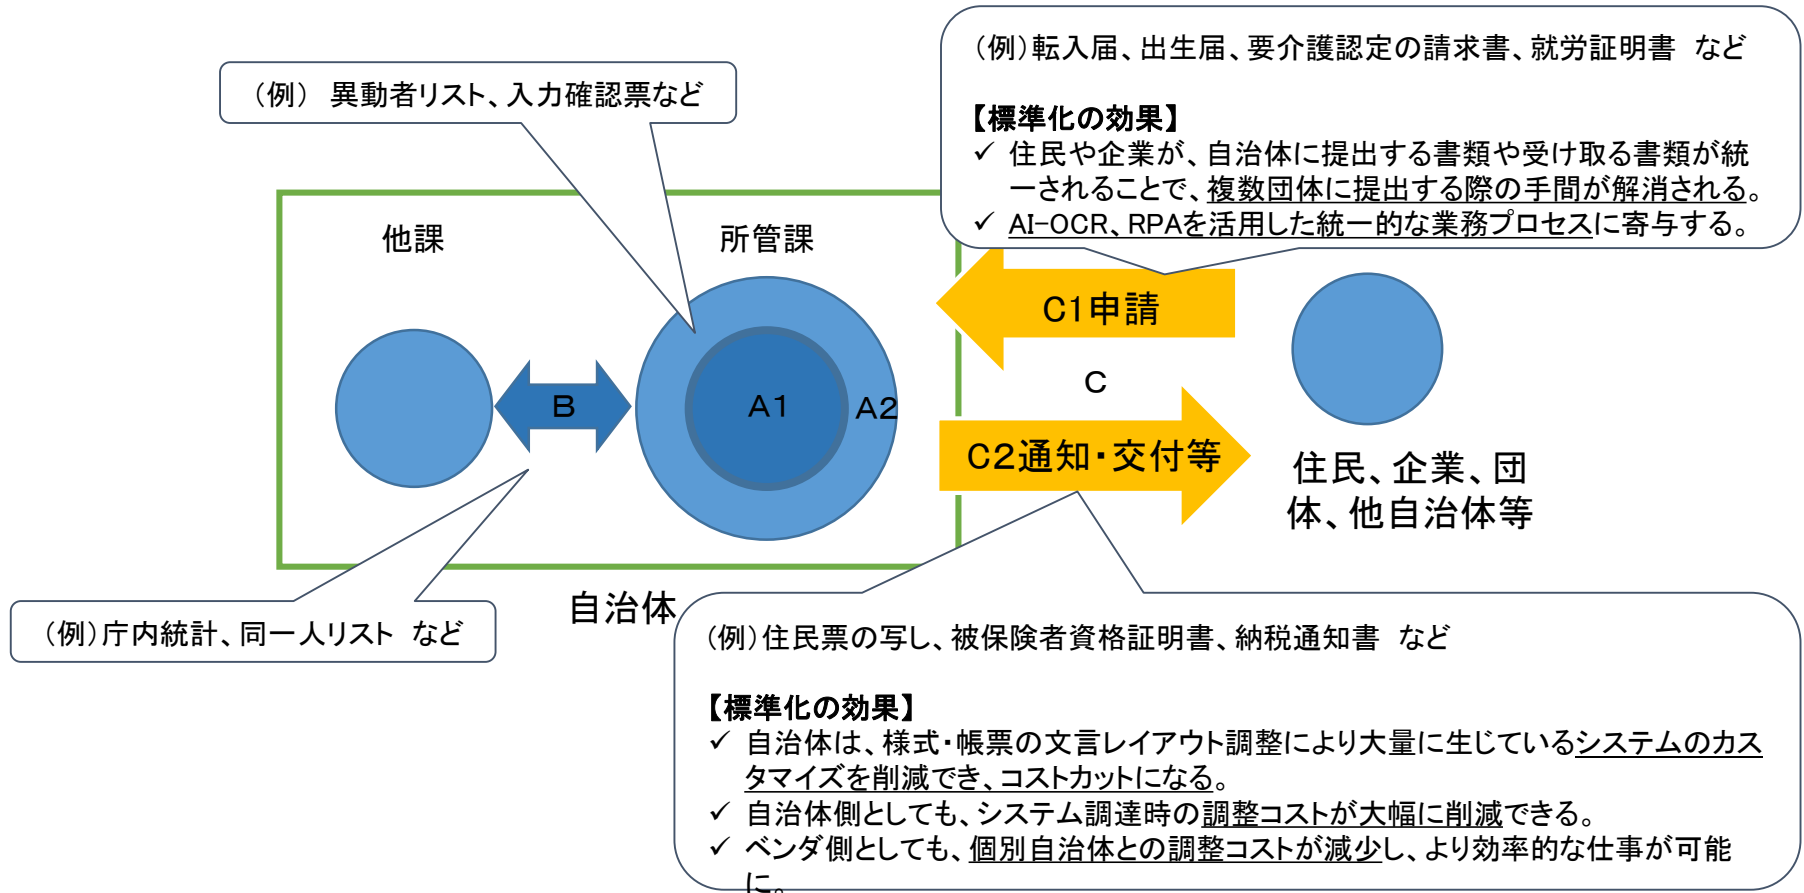 （例）転入届、出生届、要介護認定の請求書、就労証明書　など
【標準化の効果】
✓ 住民や企業が、自治体に提出する書類や受け取る書類が統
一されることで、複数団体に提出する際の手間が解消される。
✓ AI-OCR、RPAを活用した統一的な業務プロセスに寄与する。
（例）　異動者リスト、入力確認票など
他課
所管課
C1申請
C
B
A1
A2
C2通知・交付等
住民、企業、団
体、他自治体等
自治体
（例）庁内統計、同一人リスト　など
（例）住民票の写し、被保険者資格証明書、納税通知書　など
【標準化の効果】
✓ 自治体は、様式・帳票の文言レイアウト調整により大量に生じているシステムのカス
タマイズを削減でき、コストカットになる。
✓ 自治体側としても、システム調達時の調整コストが大幅に削減できる。
✓ ベンダ側としても、個別自治体との調整コストが減少し、より効率的な仕事が可能
に。